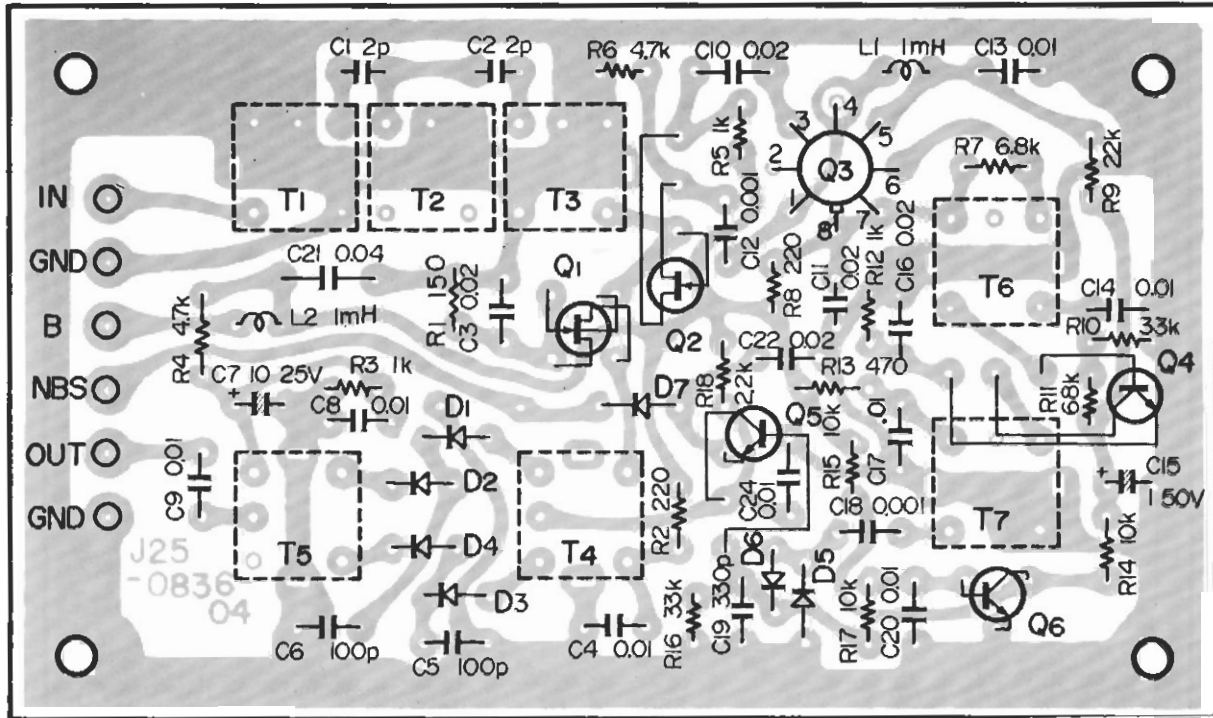 C1 2p
C2 2p
R6 4.7k
C10 0.02
L1 1mH
C13 0.01
IN
GND
B
NBS
OUT
GND
T1
T2
T3
R5 1k
C12 0.001
Q3
1
2
3
4
5
6
7
8
R7 6.8k
R9 22k
T6
C21 0.04
R4 4.7k
L2 1mH
R1 150
C3 0.02
Q1
Q2
R8 220
C11 0.02
R12 1k
C16 0.02
C14 0.01
R10 33k
Q4
C7 10 25V
+
R3 1k
C8 0.01
D1
D7
R18 22k
C22 0.02
R13 470
Q5
R15 10k
C17 .01
R11 68k
C9 0.01
T5
D2
D4
D3
T4
R2 220
C24 0.01
C18 0.001
T7
+
C15
1 50V
R14 10k
J25
-0836
04
C6 100p
C5 100p
C4 0.01
R16 33k
C19 330p
D6
D5
R17 10k
C20 0.01
Q6